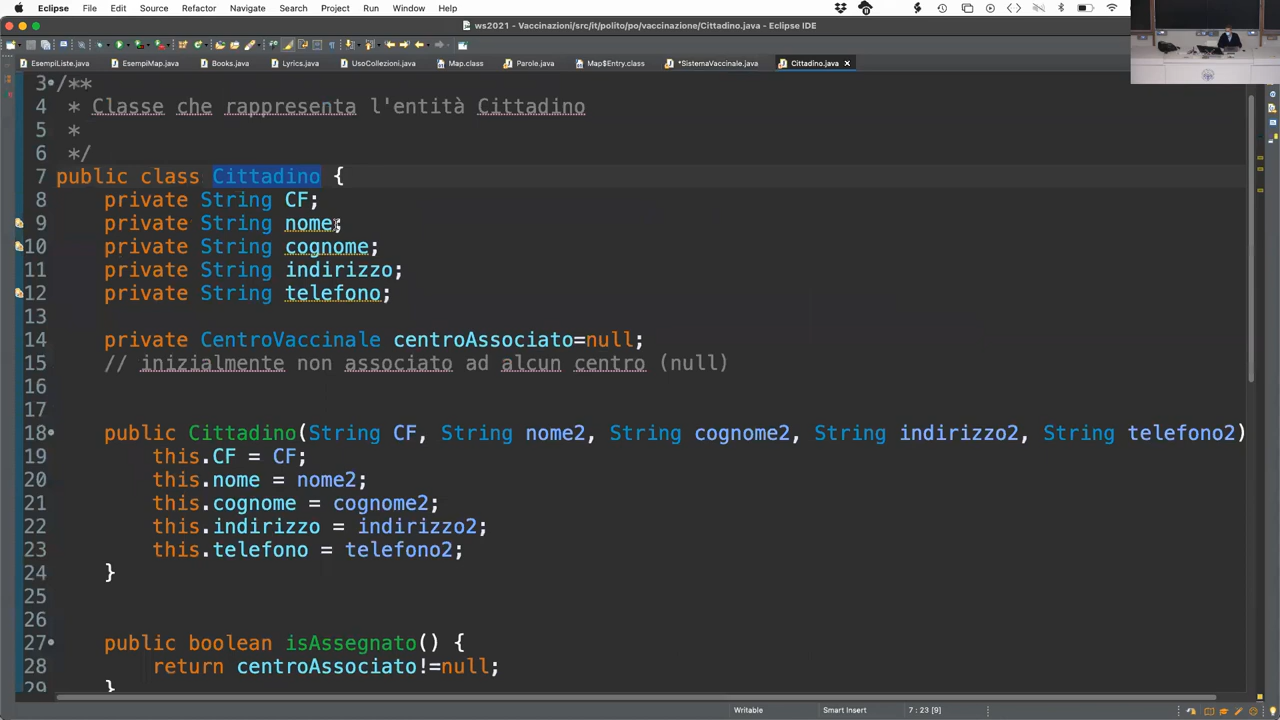 Eclipse File Edit Source Refactor Navigate Search Project Run Window Help
ws2021 - Vaccinazioni/src/it/polito/po/vaccinazione/Cittadino.java - Eclipse IDE
EsempiListe.java EsempiMap.java Books.java Lyrics.java UsoCollezioni.java Map.class Parole.java Map$Entry.class *SistemaVaccinale.java Cittadino.java
3 /**
4 * Classe che rappresenta l'entità Cittadino
5 *
6 */
7 public class Cittadino {
8 private String CF;
9 private String nome;
10 private String cognome;
11 private String indirizzo;
12 private String telefono;
13
14 private CentroVaccinale centroAssociato=null;
15 // inizialmente non associato ad alcun centro (null)
16
17
18 public Cittadino(String CF, String nome2, String cognome2, String indirizzo2, String telefono2)
19 this.CF = CF;
20 this.nome = nome2;
21 this.cognome = cognome2;
22 this.indirizzo = indirizzo2;
23 this.telefono = telefono2;
24 }
25
26
27 public boolean isAssegnato() {
28 return centroAssociato!=null;
29 }
Writable Smart Insert 7 : 23 [9]